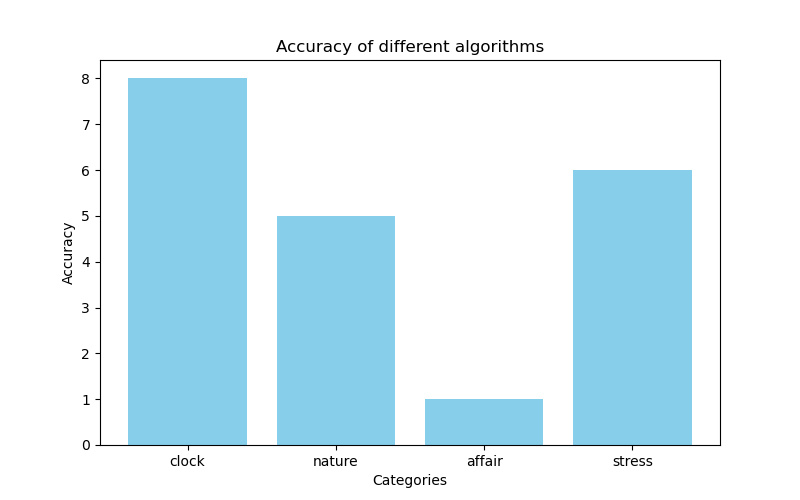 Accuracy of different algorithms
Accuracy
8
7
6
5
4
3
2
1
0
clock nature affair stress
Categories